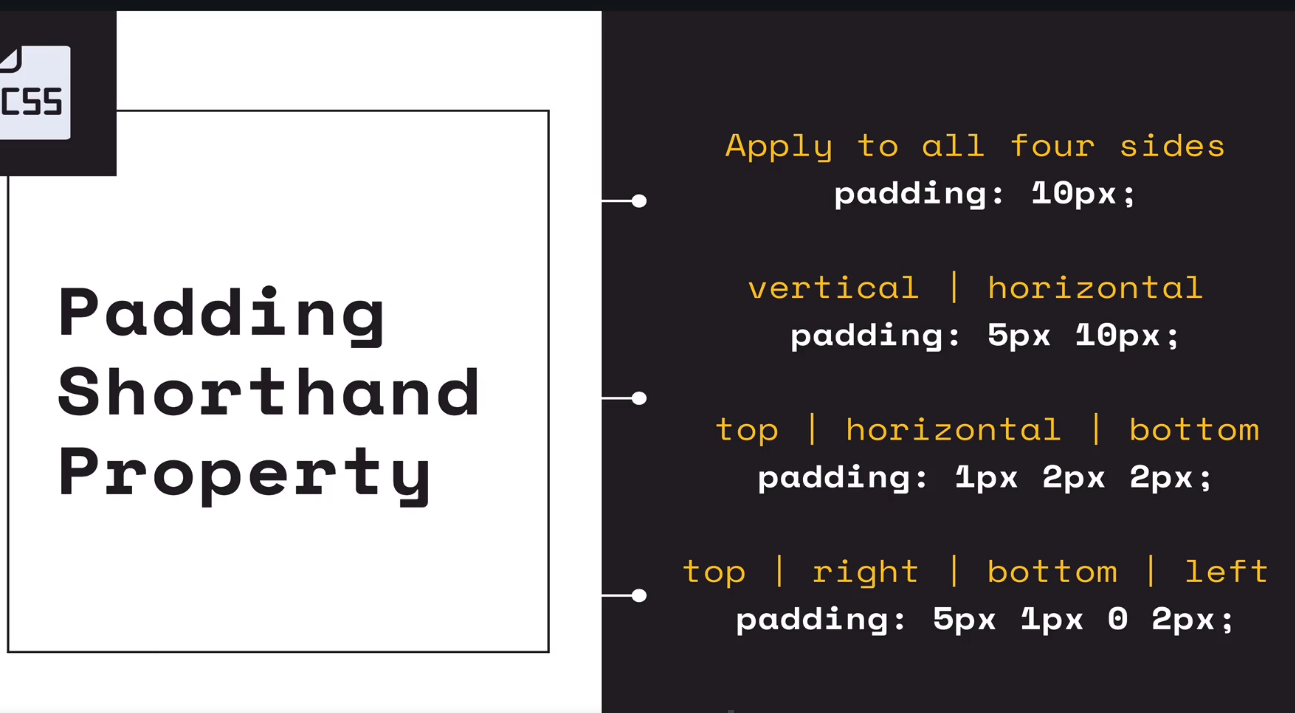 CSS
Padding
Shorthand
Property
Apply to all four sides
padding: 10px;
vertical | horizontal
padding: 5px 10px;
top | horizontal | bottom
padding: 1px 2px 2px;
top | right | bottom | left
padding: 5px 1px 0 2px;